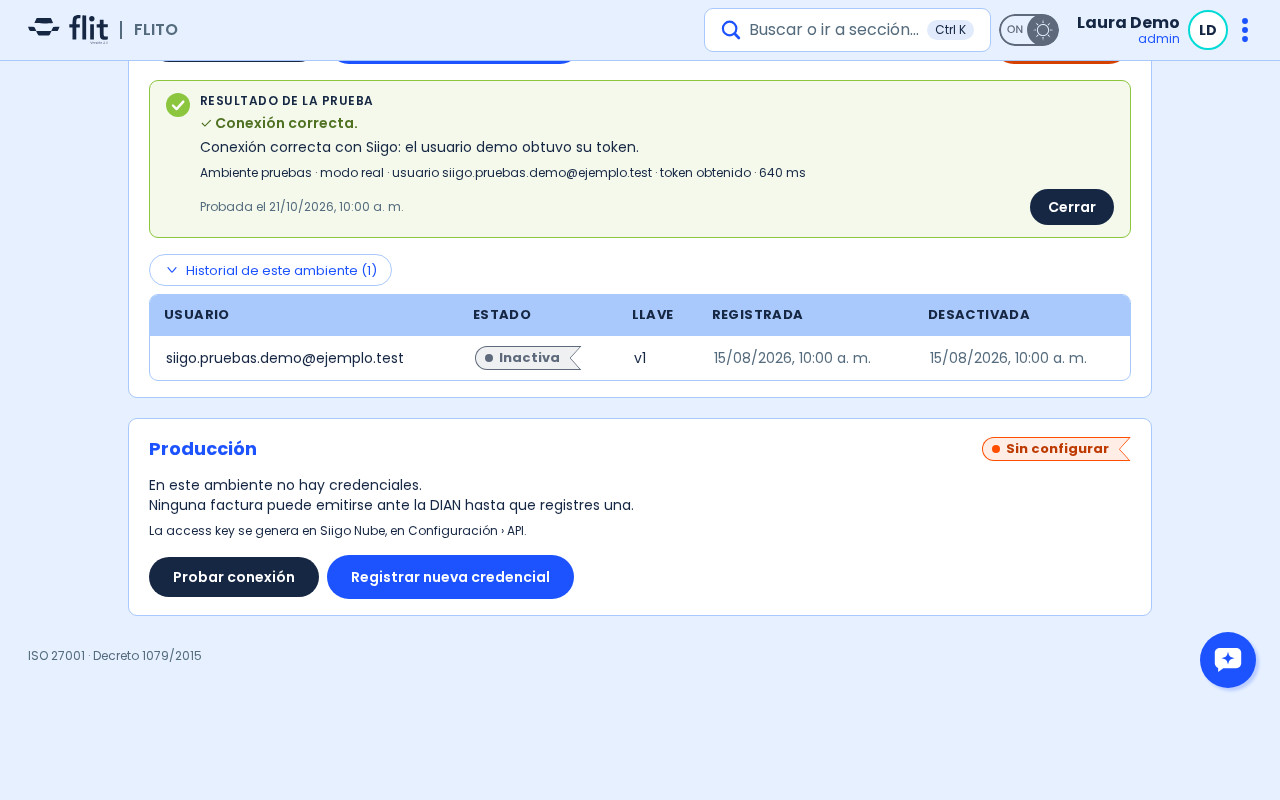 flit
FLITO
Buscar o ir a sección...
Ctrl K
ON
Laura Demo
admin
LD
RESULTADO DE LA PRUEBA
✓ Conexión correcta.
Conexión correcta con Siigo: el usuario demo obtuvo su token.
Ambiente pruebas · modo real · usuario siigo.pruebas.demo@ejemplo.test · token obtenido · 640 ms
Probada el 21/10/2026, 10:00 a. m.
Cerrar
Historial de este ambiente (1)
USUARIO ESTADO LLAVE REGISTRADA DESACTIVADA
siigo.pruebas.demo@ejemplo.test Inactiva v1 15/08/2026, 10:00 a. m. 15/08/2026, 10:00 a. m.
Producción
Sin configurar
En este ambiente no hay credenciales.
Ninguna factura puede emitirse ante la DIAN hasta que registres una.
La access key se genera en Siigo Nube, en Configuración › API.
Probar conexión
Registrar nueva credencial
ISO 27001 · Decreto 1079/2015